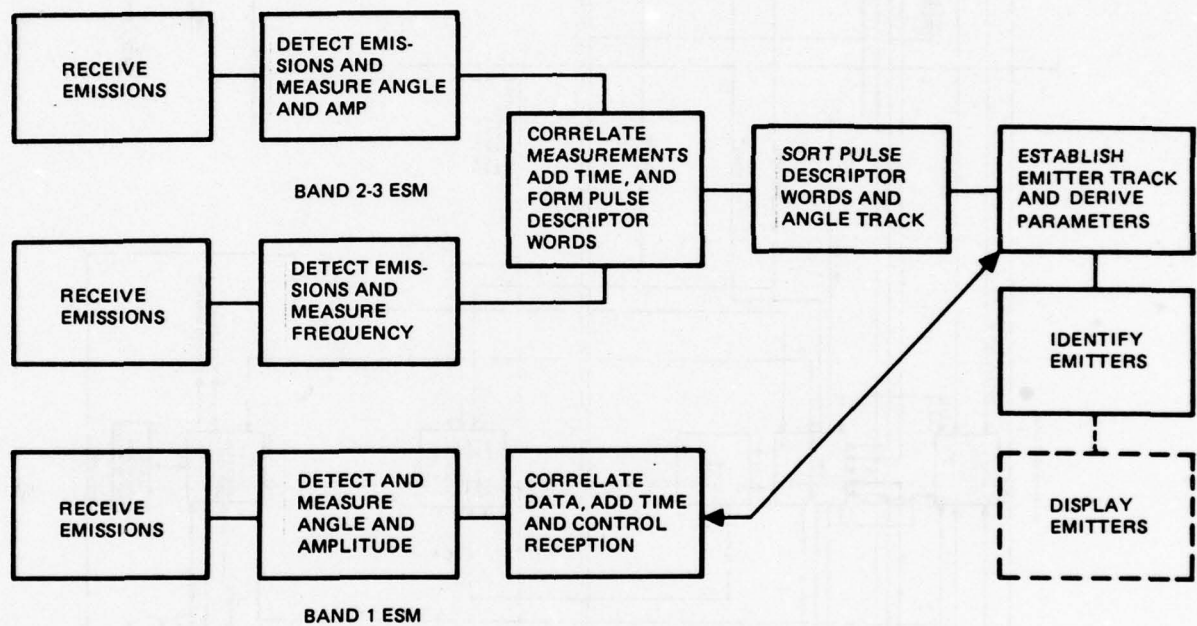 RECEIVE
EMISSIONS
DETECT EMIS-
SIONS AND
MEASURE ANGLE
AND AMP
BAND 2-3 ESM
RECEIVE
EMISSIONS
DETECT EMIS-
SIONS AND
MEASURE
FREQUENCY
CORRELATE
MEASUREMENTS
ADD TIME, AND
FORM PULSE
DESCRIPTOR
WORDS
SORT PULSE
DESCRIPTOR
WORDS AND
ANGLE TRACK
ESTABLISH
EMITTER TRACK
AND DERIVE
PARAMETERS
IDENTIFY
EMITTERS
DISPLAY
EMITTERS
RECEIVE
EMISSIONS
DETECT AND
MEASURE
ANGLE AND
AMPLITUDE
CORRELATE
DATA, ADD TIME
AND CONTROL
RECEPTION
BAND 1 ESM